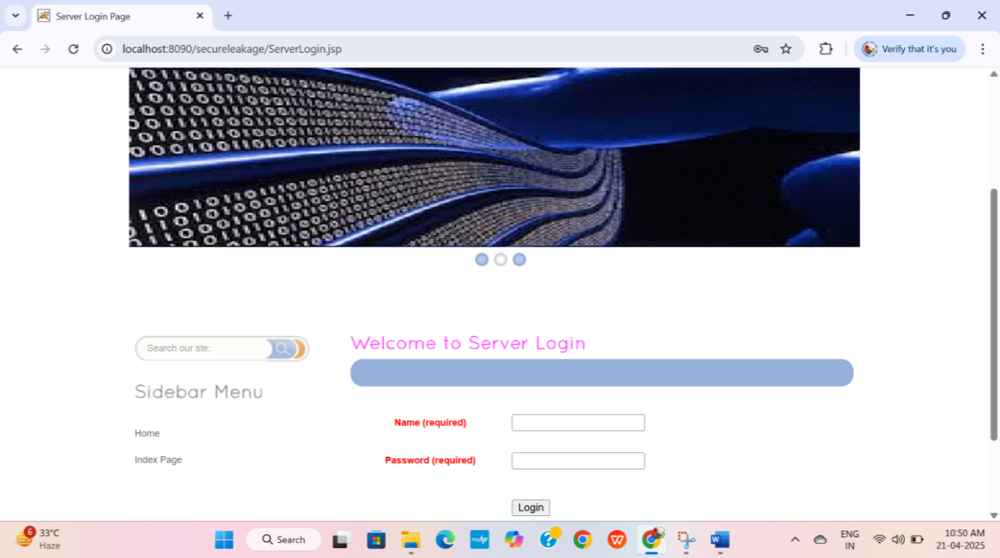 Server Login Page
localhost:8090/secureleakage/ServerLogin.jsp
Verify that it's you
Search our ste:
Welcome to Server Login
Sidebar Menu
Name (required)
Home
Password (required)
Index Page
Login
6
33°C
Haze
Search
ENG
IN
10:50 AM
21-04-2025